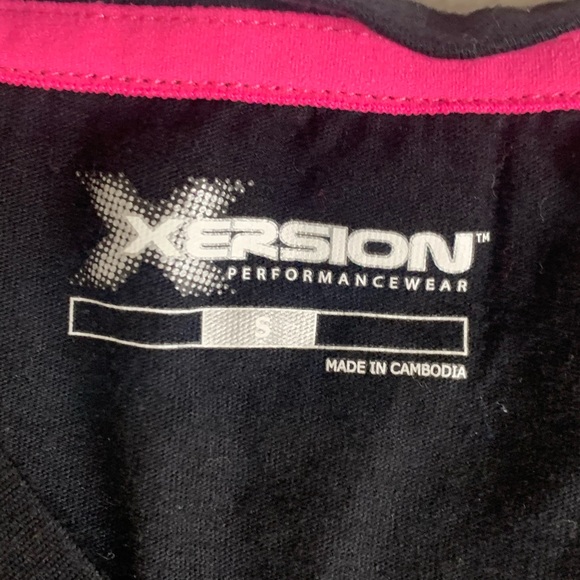 XERSION™
PERFORMANCEWEAR
S
MADE IN CAMBODIA